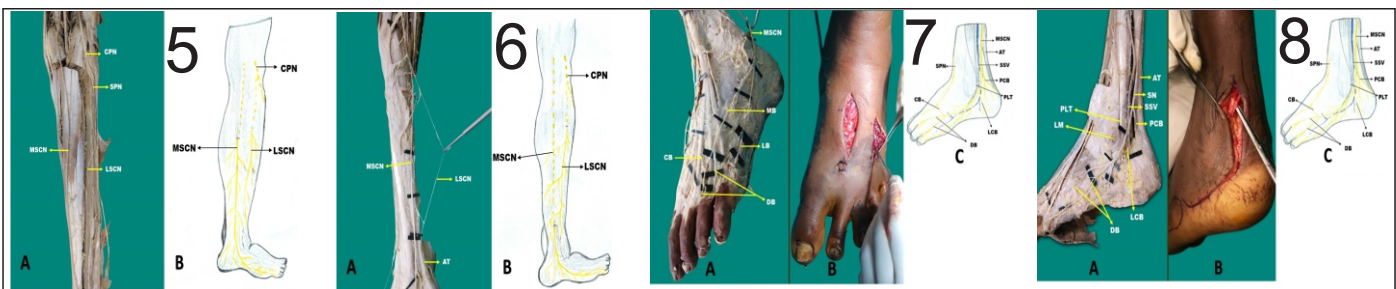 5
CPN
SPN
MSCN
LSCN
A
CPN
MSCN
LSCN
B
6
MSCN
LSCN
AT
A
CPN
MSCN
LSCN
B
7
MSCN
MB
LB
CB
DB
A
B
MSCN
AT
SPN
SSV
PCB
PLT
CB
LCB
DB
C
8
AT
SN
PLT
SSV
LM
PCB
LCB
DB
A
B
MSCN
AT
SPN
SSV
PCB
PLT
CB
LCB
DB
C